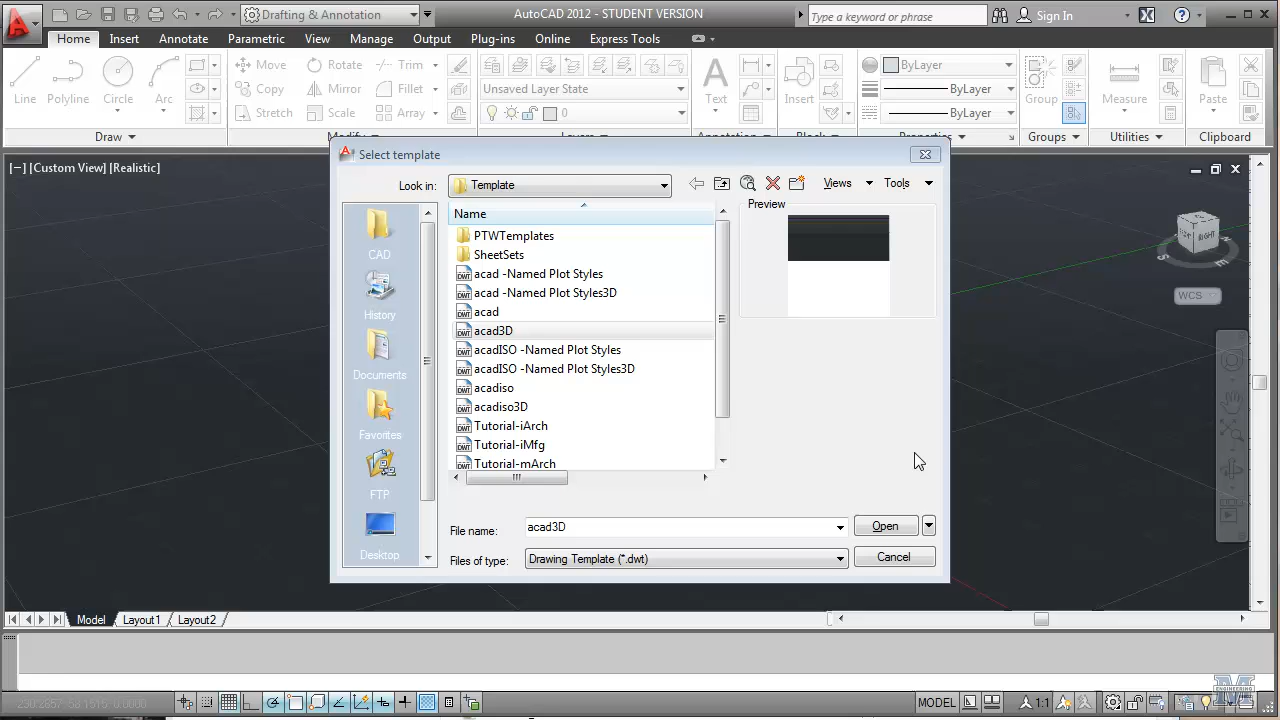 Drafting & Annotation
AutoCAD 2012 - STUDENT VERSION
Type a keyword or phrase
Sign In
Home Insert Annotate Parametric View Manage Output Plug-ins Online Express Tools
Line
Polyline
Circle
Arc
Move
Rotate
Trim
Copy
Mirror
Fillet
Stretch
Scale
Array
Unsaved Layer State
0
Text
Insert
ByLayer
ByLayer
ByLayer
Group
Measure
Paste
Draw
Groups
Utilities
Clipboard
[−] [Custom View] [Realistic]
Select template
Look in:
Template
Views
Tools
Name
PTWTemplates
SheetSets
acad -Named Plot Styles
acad -Named Plot Styles3D
acad
acad3D
acadISO -Named Plot Styles
acadISO -Named Plot Styles3D
acadiso
acadiso3D
Tutorial-iArch
Tutorial-iMfg
Tutorial-mArch
Preview
CAD
History
Documents
Favorites
FTP
Desktop
File name:
acad3D
Open
Files of type:
Drawing Template (*.dwt)
Cancel
RIGHT
WCS
Model
Layout1
Layout2
MODEL
1:1
ENGINEERING